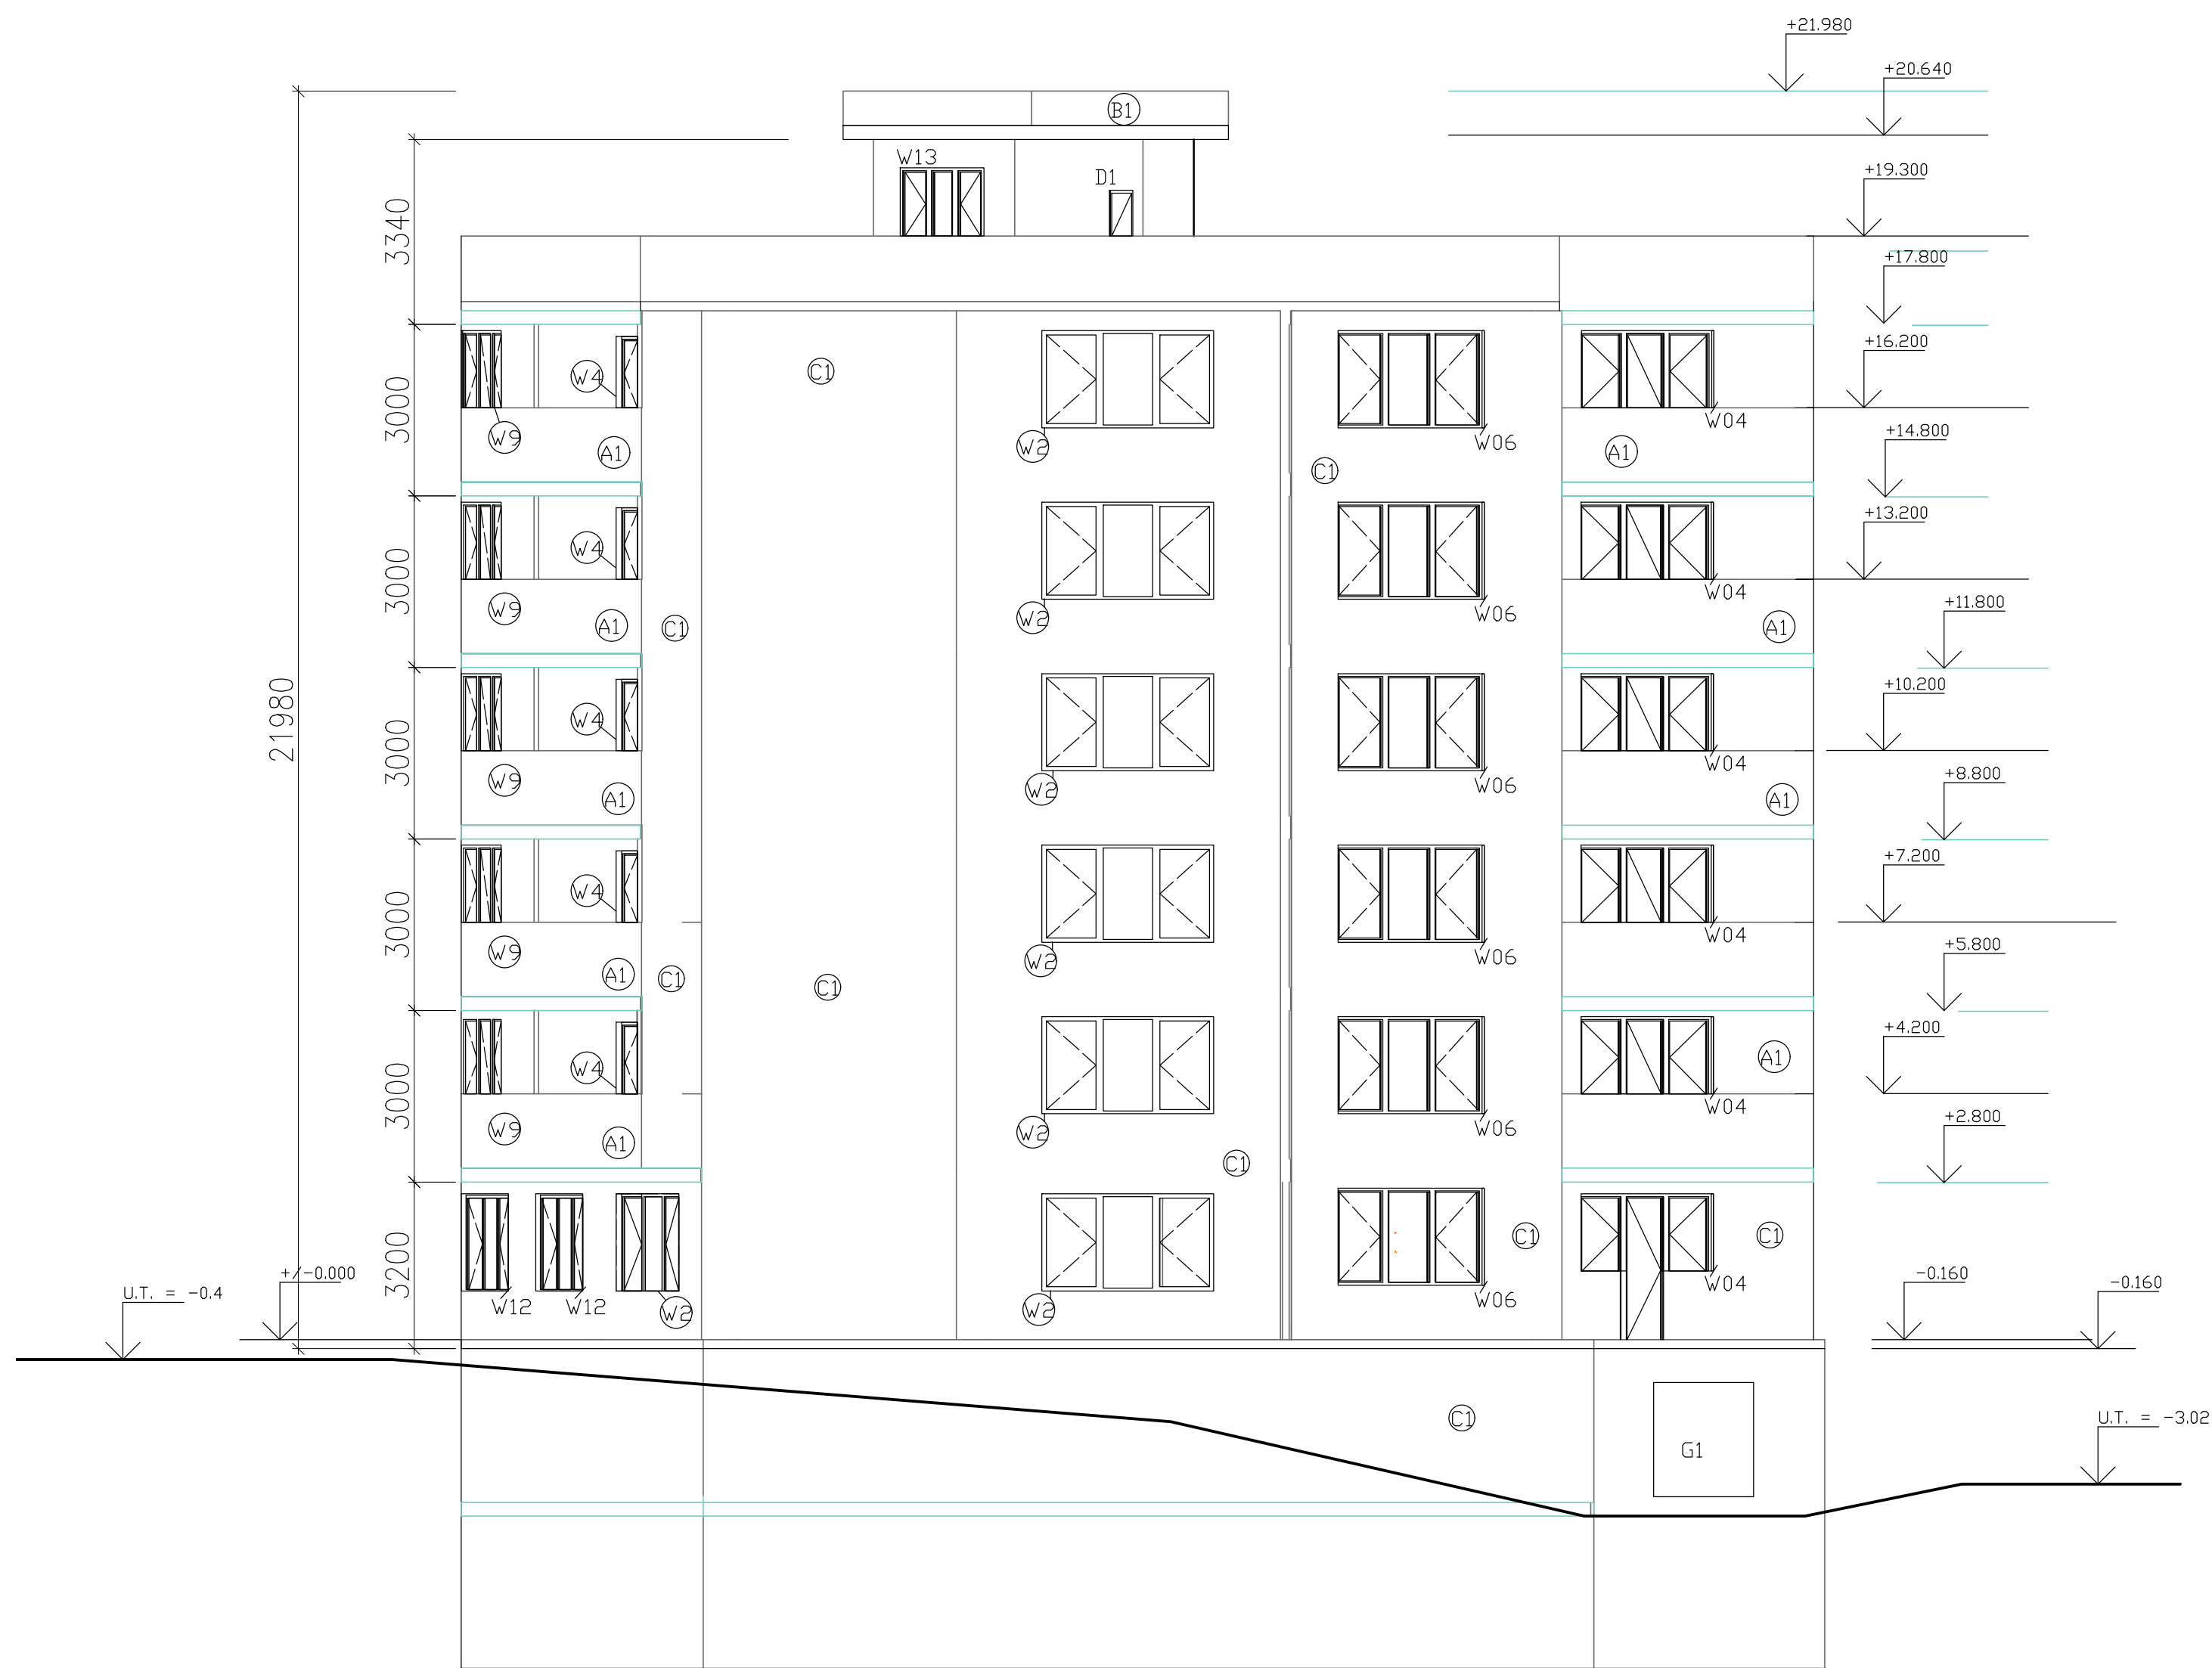 +21.980
+20.640
B1
W13
D1
+19.300
3340
+17.800
+16.200
C1
W4
W9
A1
3000
W2
W06
W04
C1
A1
+14.800
+13.200
W4
W9
A1
C1
3000
W2
W06
W04
A1
+11.800
+10.200
21980
W4
W9
A1
3000
W2
W06
W04
A1
+8.800
+7.200
W4
W9
A1
C1
C1
3000
W2
W06
W04
+5.800
+4.200
W4
W9
A1
3000
W2
W06
A1
W04
+2.800
C1
C1
C1
3200
W12
W12
W2
W2
W06
W04
+/-0.000
U.T. = -0.4
-0.160
-0.160
C1
G1
U.T. = -3.02